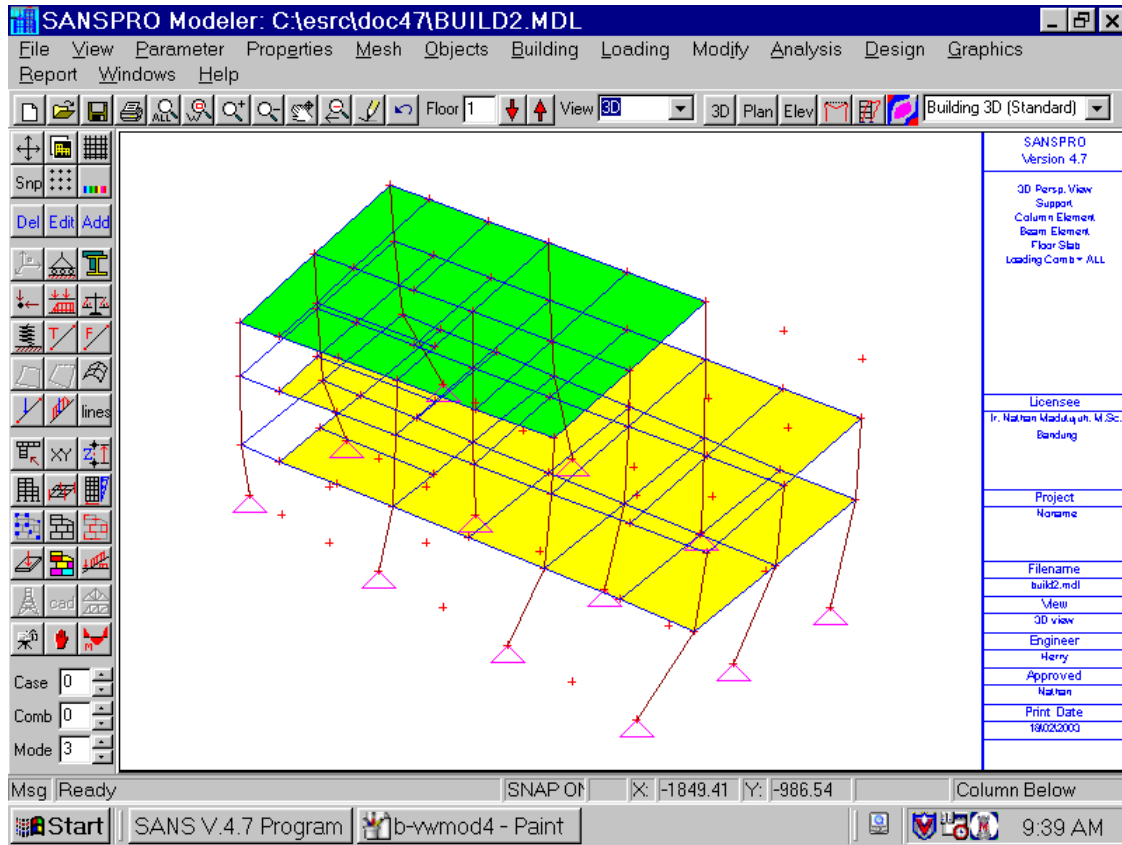 SANSPRO Modeler: C:\esrc\doc47\BUILD2.MDL
File View Parameter Properties Mesh Objects Building Loading Modify Analysis Design Graphics
Report Windows Help
ALL Floor 1 View 3D 3D Plan Elev Building 3D (Standard)
Snp
Del Edit Add
T F
lines
XY Z
cad
M
Case 0
Comb 0
Mode 3
SANSPRO
Version 4.7
3D Persp. View
Support
Column Element
Beam Element
Floor Slab
Loading Comb = ALL
Licensee
Ir. Nathan Madutujuh, M.Sc.
Bandung
Project
Noname
Filename
build2.mdl
View
3D view
Engineer
Herry
Approved
Nathan
Print Date
18/02/2003
Msg Ready SNAP ON X: -1849.41 Y: -986.54 Column Below
Start SANS V.4.7 Program b-vwmod4 - Paint 9:39 AM